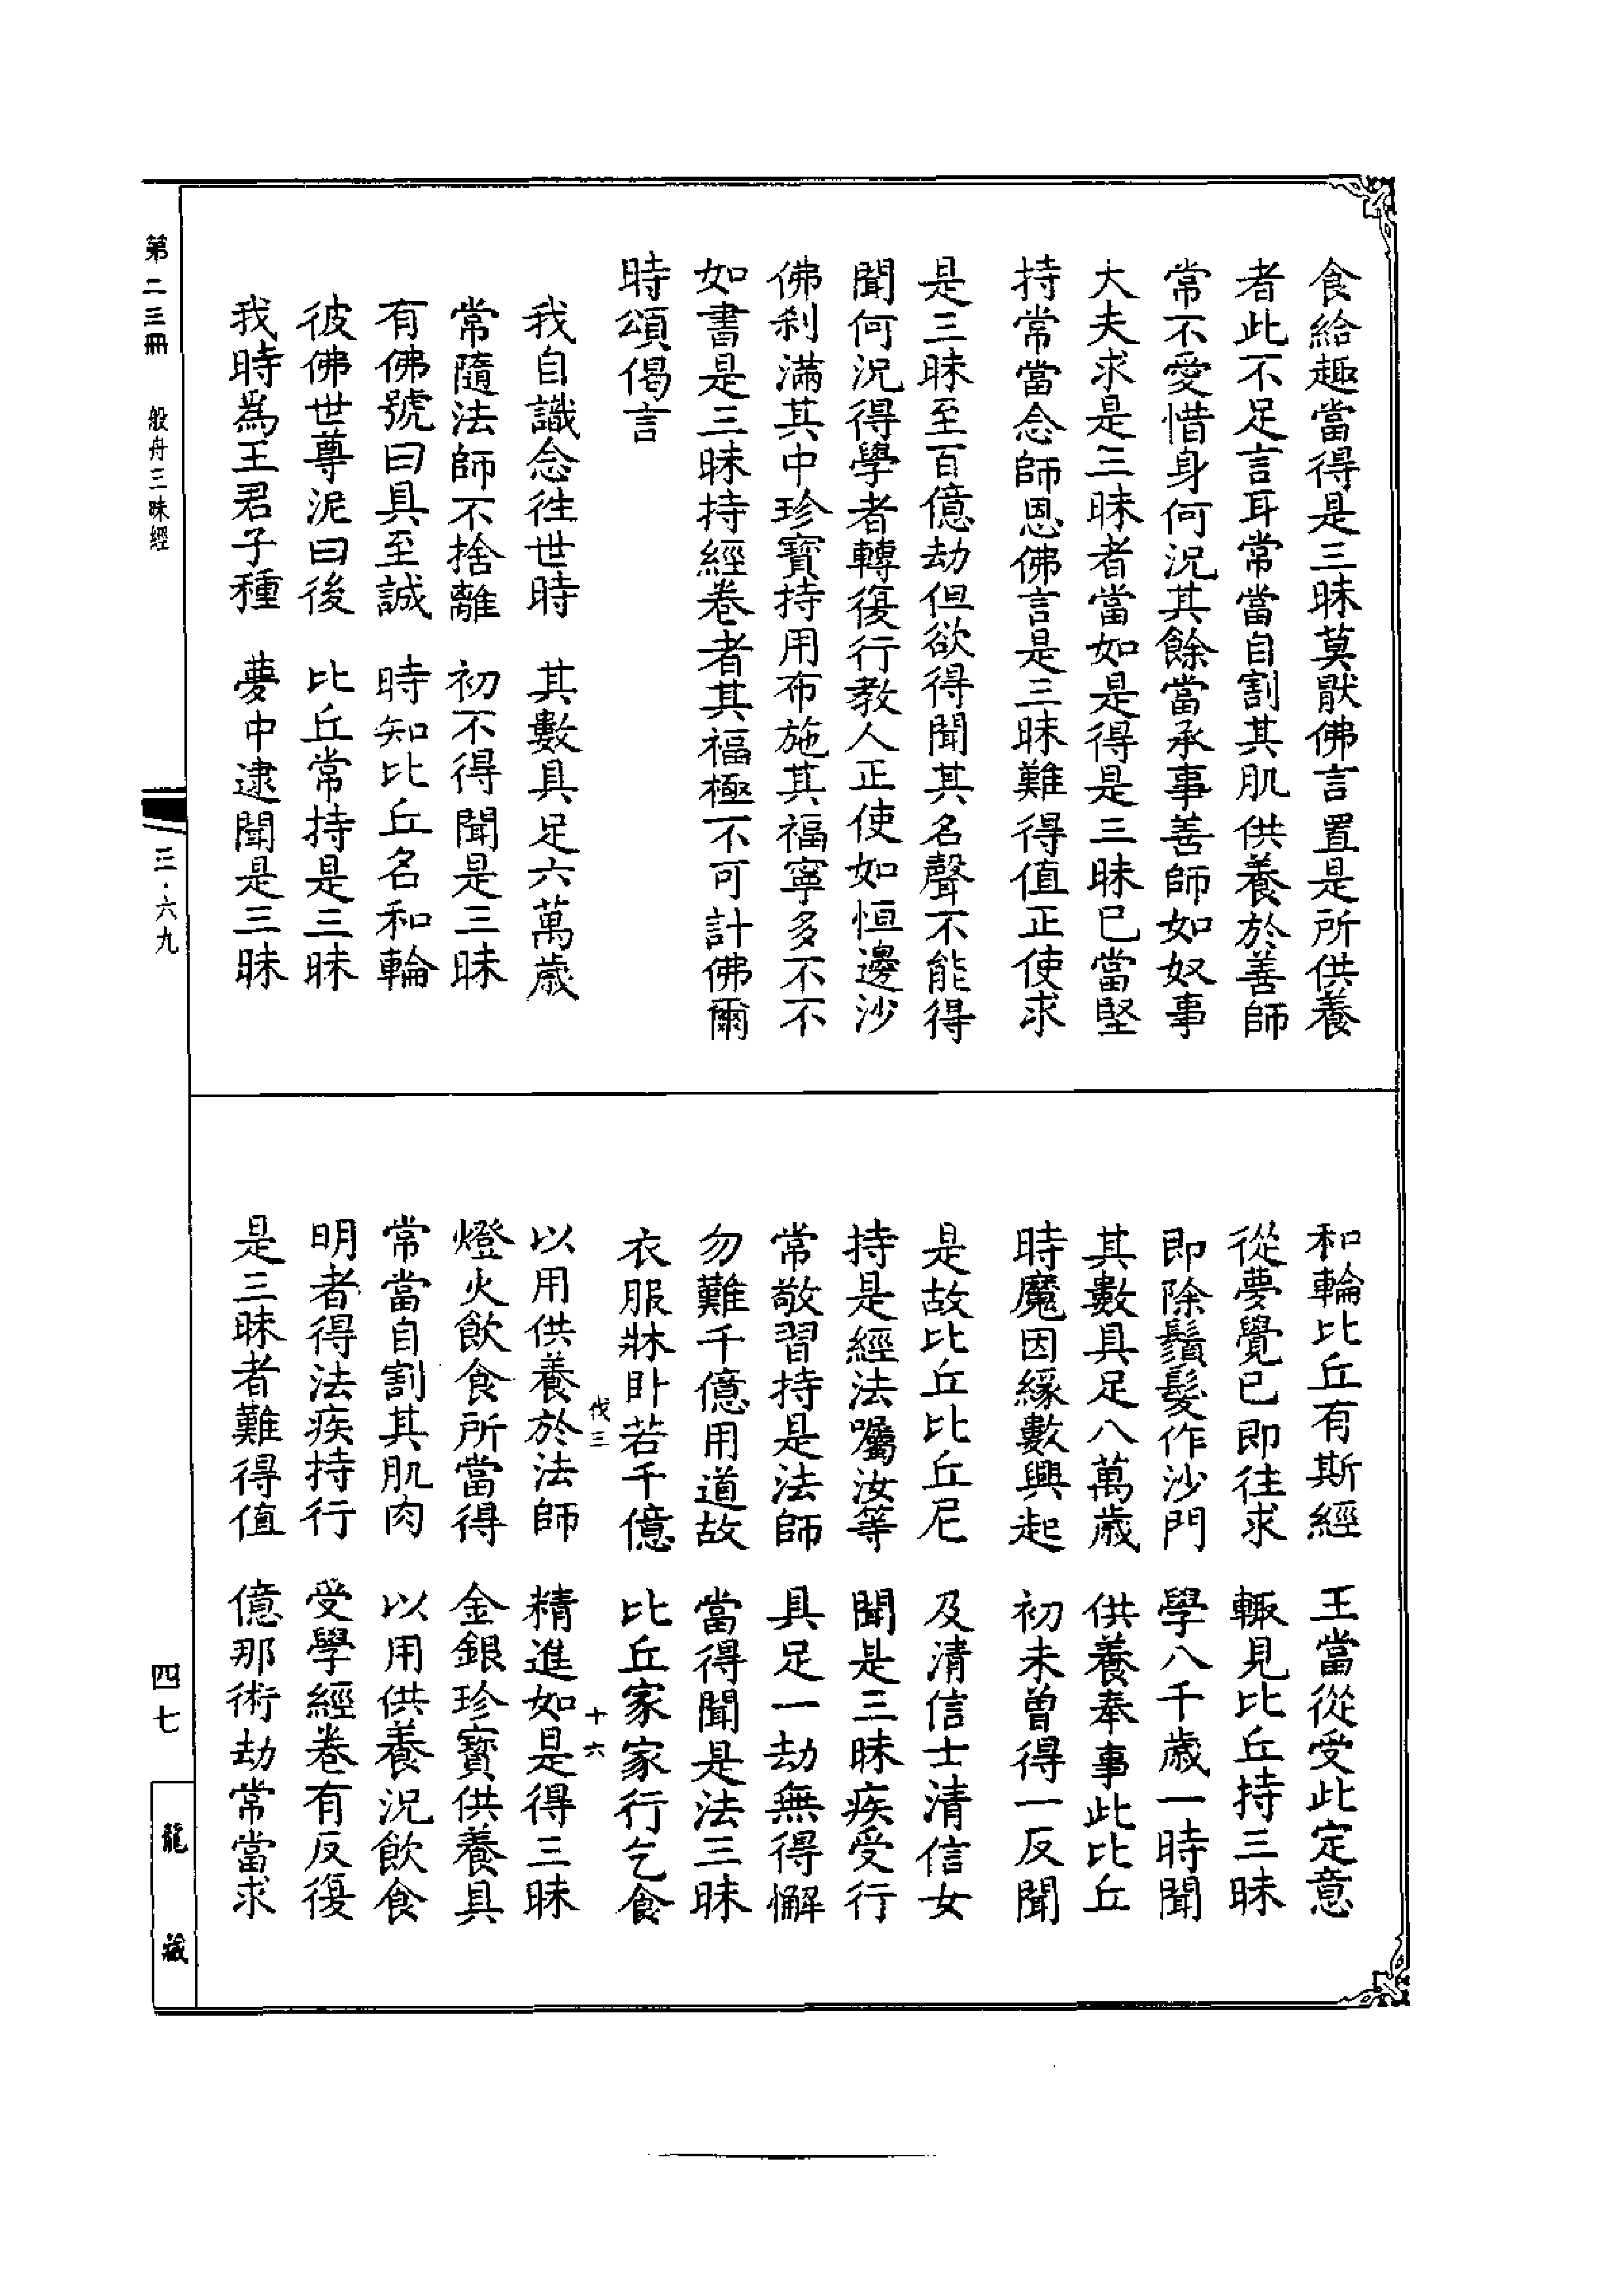 食給趣當得是三昧莫厭佛言置是所供養
者此不足言耳常當自割其肌供養於善師
常不愛惜身何況其餘當承事善師如奴事
大夫求是三昧者當如是得是三昧已當堅
持常當念師恩佛言是三昧難得值正使求
是三昧至百億劫但欲得聞其名聲不能得
聞何況得學者轉復行教人正使如恒邊沙
佛刹滿其中珍寶持用布施其福寧多不不
如書是三昧持經卷者其福極不可計佛爾
時頌偈言
我自識念往世時　其數具足六萬歲
常隨法師不捨離　初不得聞是三昧
有佛號曰具至誠　時知比丘名和輪
彼佛世尊泥曰後　比丘常持是三昧
我時為王君子種　夢中逮聞是三昧
和輪比丘有斯經　王當從受此定意
從夢覺已即往求　輒見比丘持三昧
即除鬚髮作沙門　學八千歲一時聞
其數具足八萬歲　供養奉事此比丘
時魔因緣數興起　初未曾得一反聞
是故比丘比丘尼　及清信士清信女
持是經法囑汝等　聞是三昧疾受行
常敬習持是法師　具足一劫無得懈
勿難千億用道故　當得聞是法三昧
衣服牀臥若千億　比丘家家行乞食
伐三　十六
以用供養於法師　精進如是得三昧
燈火飲食所當得　金銀珍寶供養具
常當自割其肌肉　以用供養況飲食
明者得法疾持行　受學經卷有反復
是三昧者難得值　億那術劫常當求
第二三冊　般舟三昧經　三·六九
四七　龍藏